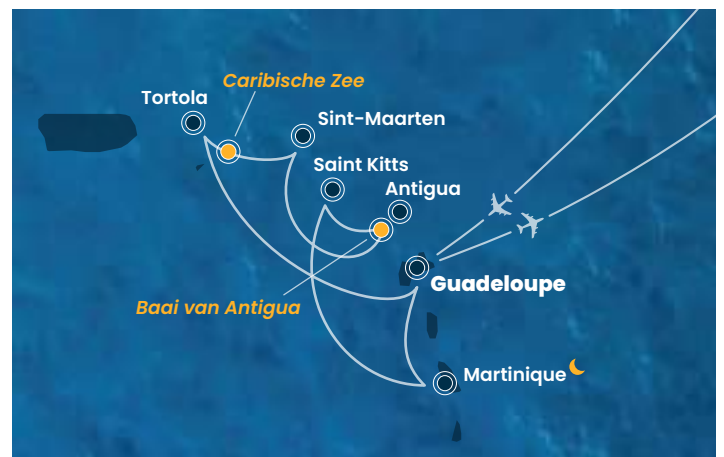 Caribische Zee
Tortola
Sint-Maarten
Saint Kitts
Antigua
Guadeloupe
Baai van Antigua
Martinique